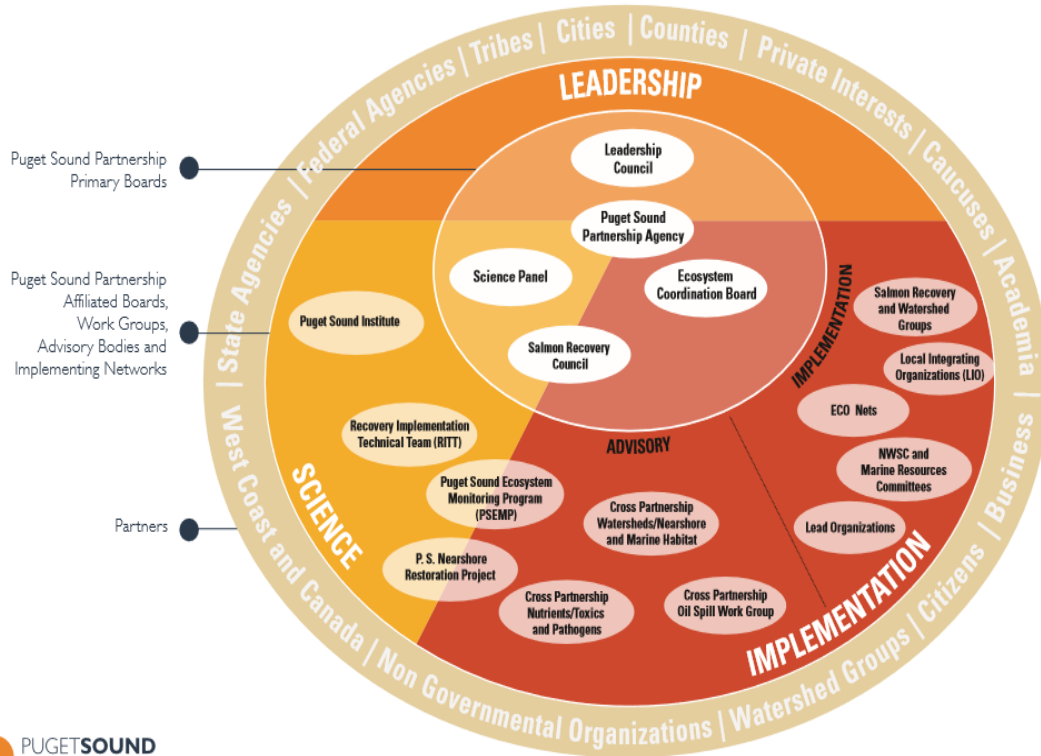 State Agencies | Federal Agencies | Tribes | Cities | Counties | Private Interests | Caucuses | Academia | Business | Citizens | Watershed Groups | Non Governmental Organizations | West Coast and Canada |
LEADERSHIP
Leadership
Council
Puget Sound Partnership
Primary Boards
Puget Sound
Partnership Agency
Science Panel
Ecosystem
Coordination Board
Salmon Recovery
Council
Puget Sound Partnership
Affiliated Boards,
Work Groups,
Advisory Bodies and
Implementing Networks
Puget Sound Institute
Recovery Implementation
Technical Team (RITT)
Puget Sound Ecosystem
Monitoring Program
(PSEMP)
P. S. Nearshore
Restoration Project
SCIENCE
Partners
ADVISORY
Cross Partnership
Watersheds/Nearshore
and Marine Habitat
Cross Partnership
Nutrients/Toxics
and Pathogens
Cross Partnership
Oil Spill Work Group
IMPLEMENTATION
Salmon Recovery
and Watershed
Groups
Local Integrating
Organizations (LIO)
ECO Nets
NWSC and
Marine Resources
Committees
Lead Organizations
IMPLEMENTATION
PUGETSOUND